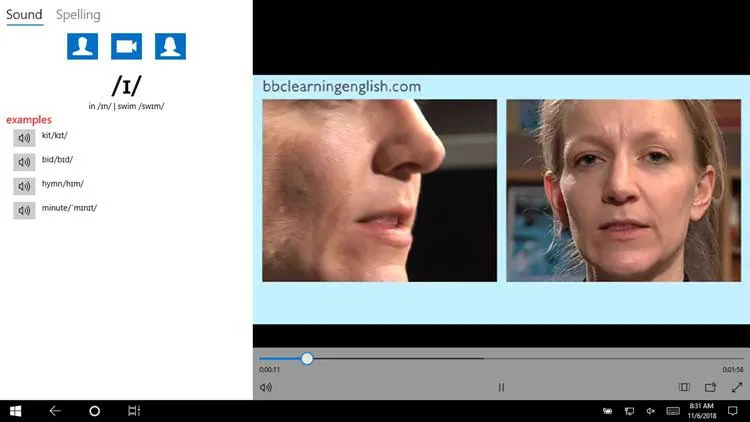 Sound Spelling
/ɪ/
in /ɪn/ | swim /swɪm/
examples
kit/kɪt/
bid/bɪd/
hymn/hɪm/
minute/ˈmɪnɪt/
bbclearningenglish.com
0:00:11
0:01:58
8:31 AM
11/6/2018